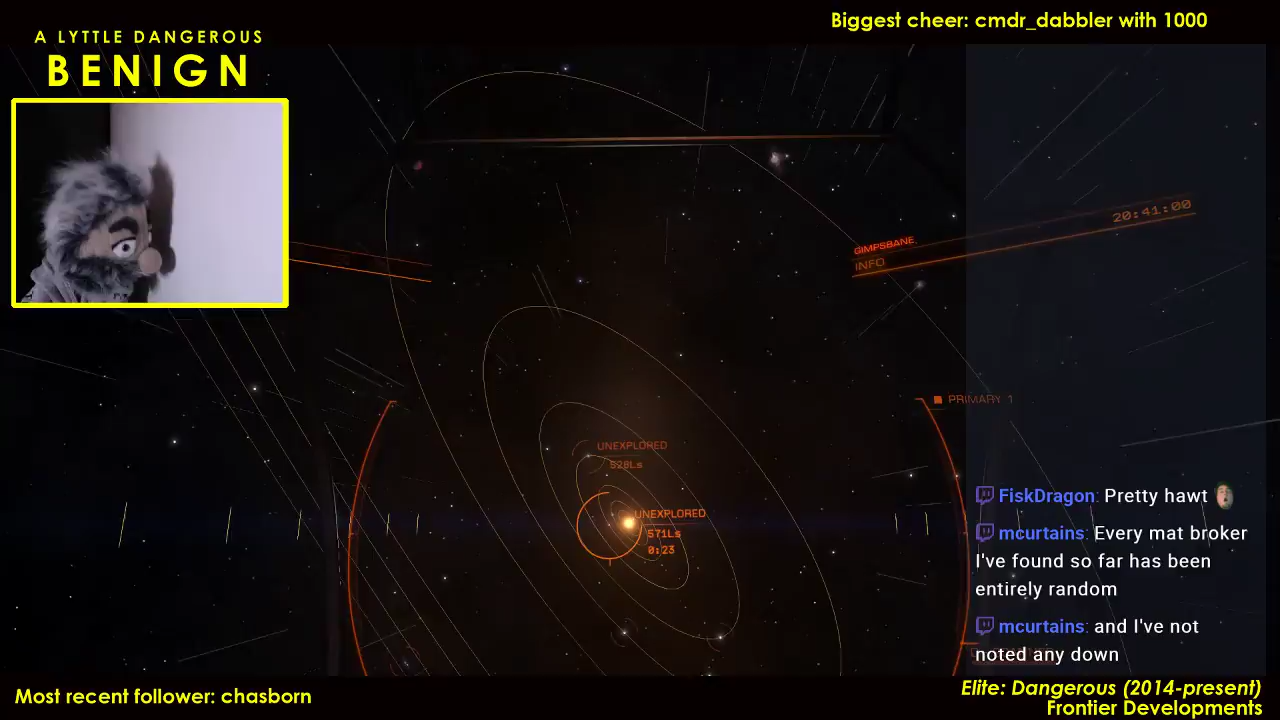 A LYTTLE DANGEROUS
BENIGN
Biggest cheer: cmdr_dabbler with 1000
20:41:00
GIMPSBANE
INFO
PRIMARY 1
UNEXPLORED
528Ls
UNEXPLORED
571Ls
0:23
FiskDragon: Pretty hawt
mcurtains: Every mat broker
I've found so far has been
entirely random
mcurtains: and I've not
noted any down
Most recent follower: chasborn
Elite: Dangerous (2014-present)
Frontier Developments